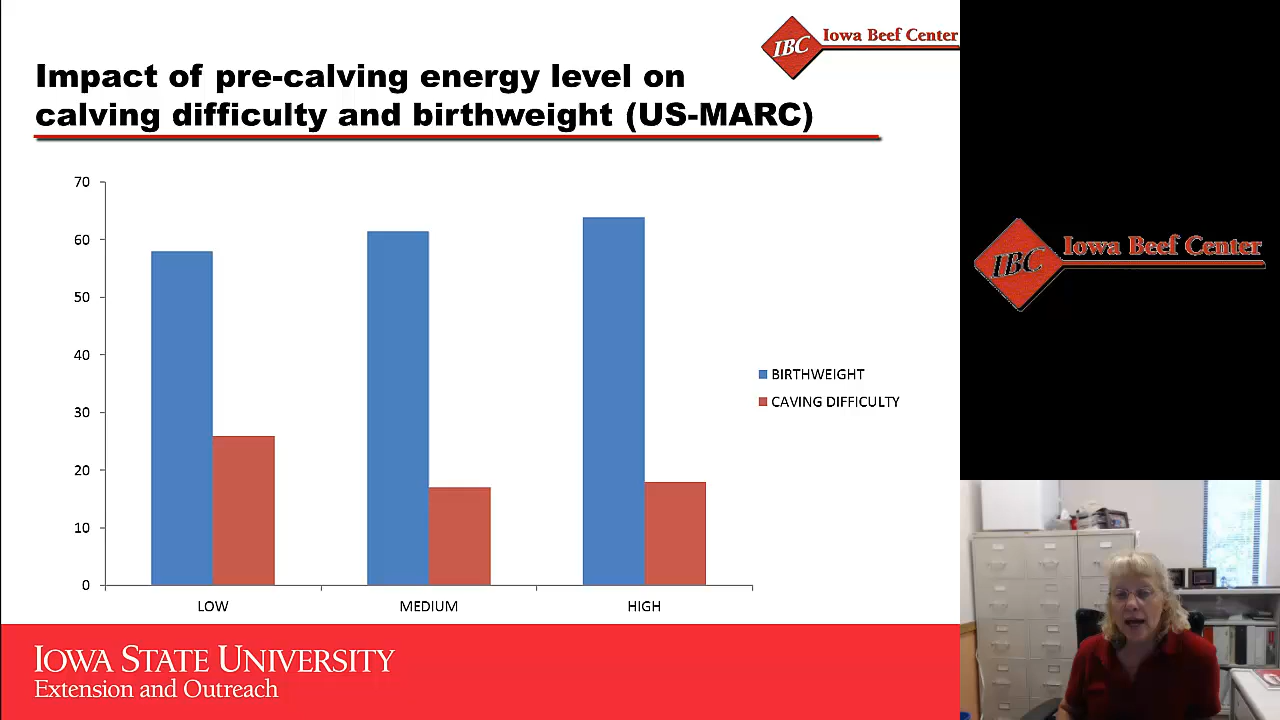 IBC Iowa Beef Center
Impact of pre-calving energy level on
calving difficulty and birthweight (US-MARC)
70
60
50
40
30
20
10
0
LOW MEDIUM HIGH
BIRTHWEIGHT
CAVING DIFFICULTY
IOWA STATE UNIVERSITY
Extension and Outreach
IBC Iowa Beef Center